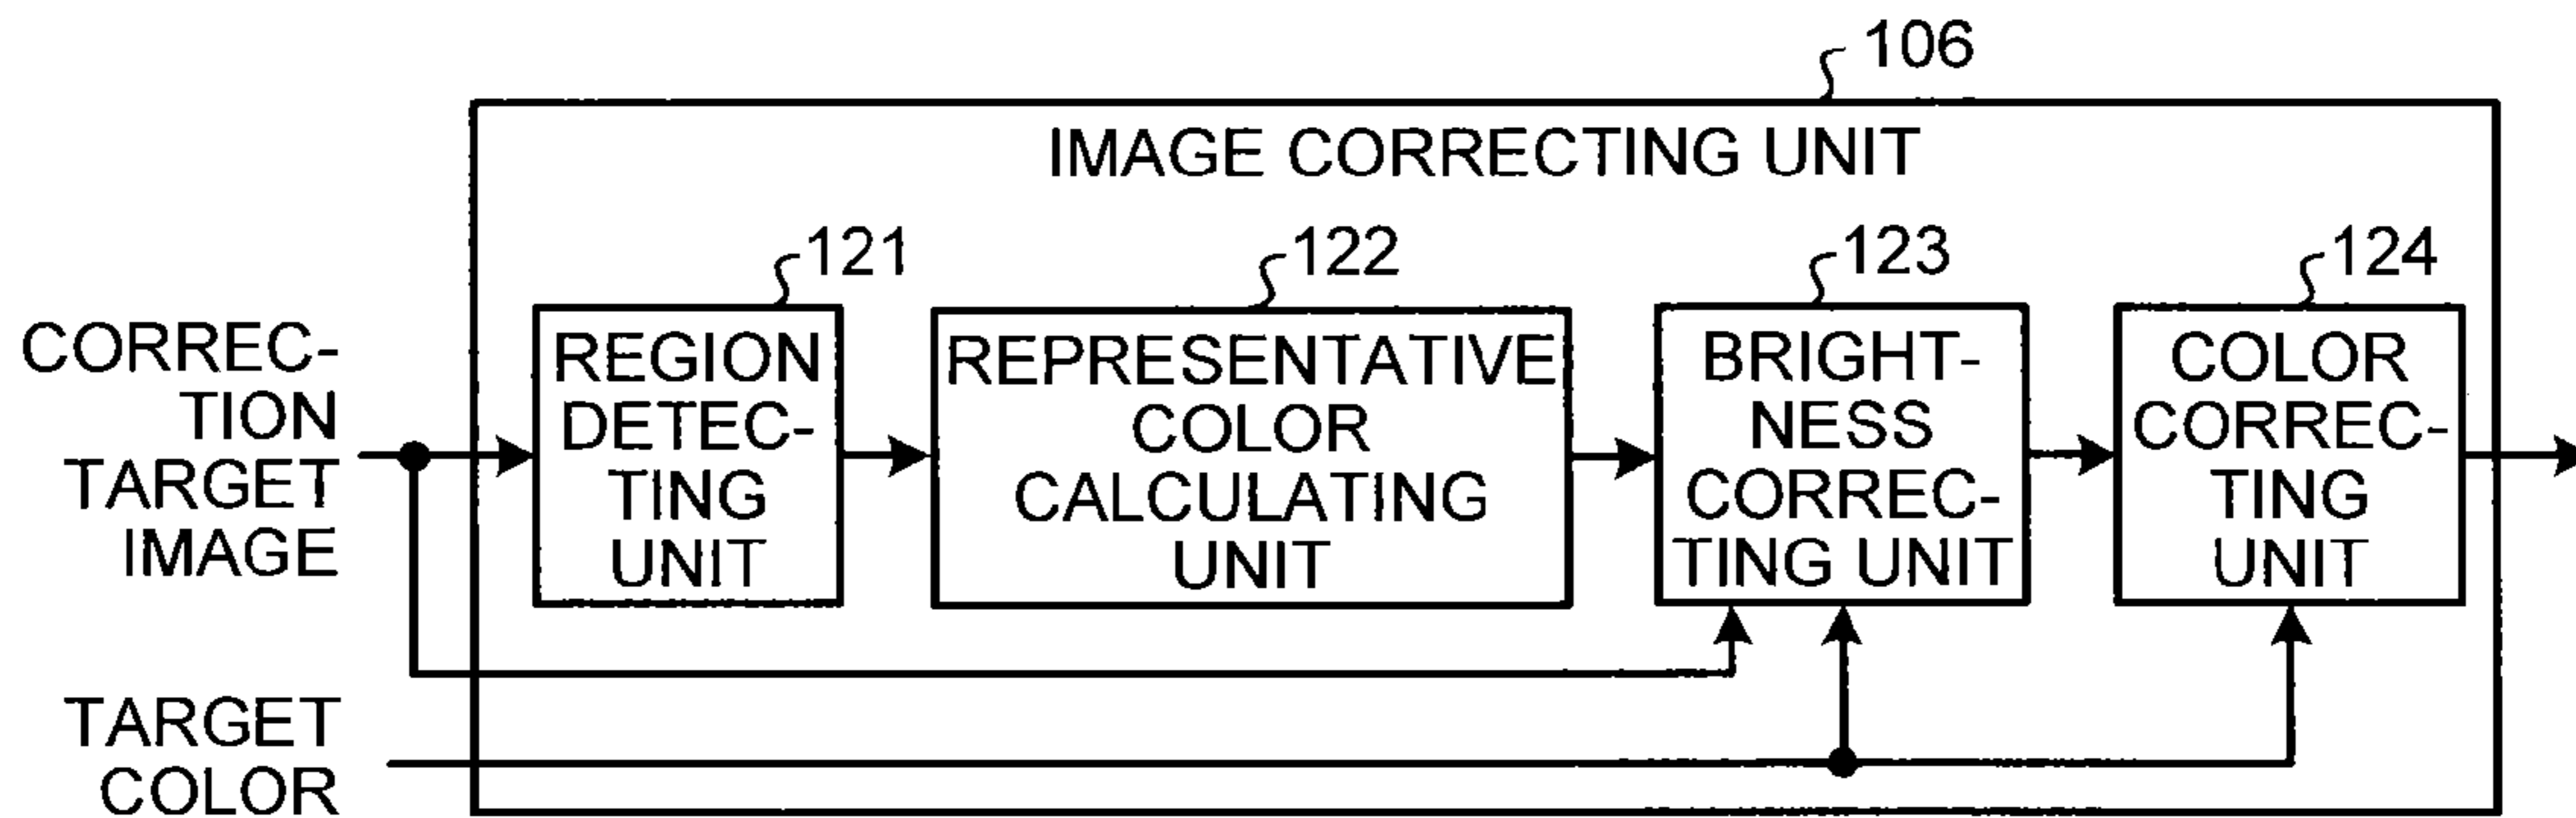 106
IMAGE CORRECTING UNIT
121
122
123
124
CORREC-
TION
TARGET
IMAGE
REGION
DETEC-
TING
UNIT
REPRESENTATIVE
COLOR
CALCULATING
UNIT
BRIGHT-
NESS
CORREC-
TING UNIT
COLOR
CORREC-
TING
UNIT
TARGET
COLOR